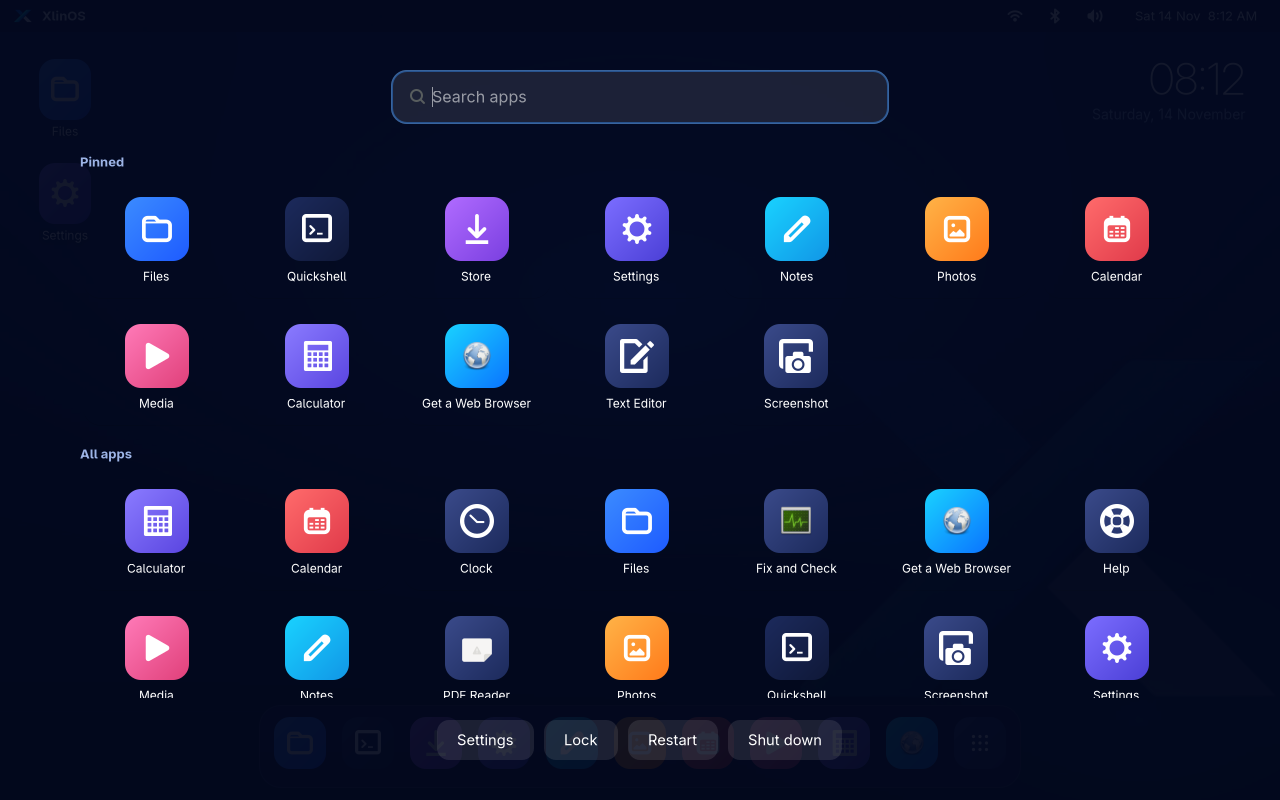 XlinOS
Sat 14 Nov 8:12 AM
Search apps
08:12
Saturday, 14 November
Files
Settings
Pinned
Files Quickshell Store Settings Notes Photos Calendar
Media Calculator Get a Web Browser Text Editor Screenshot
All apps
Calculator Calendar Clock Files Fix and Check Get a Web Browser Help
Media Notes PDF Reader Photos Quickshell Screenshot Settings
Settings Lock Restart Shut down